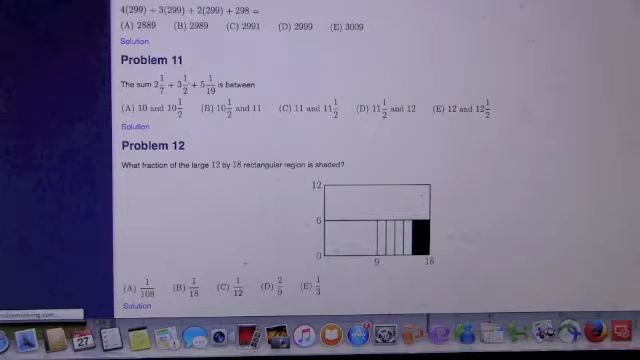 4(299) + 3(299) + 2(299) + 298 =
(A) 2889 (B) 2989 (C) 2991 (D) 2999 (E) 3009
Solution
Problem 11
The sum 2 1/7 + 3 1/2 + 5 1/19 is between
(A) 10 and 10 1/2 (B) 10 1/2 and 11 (C) 11 and 11 1/2 (D) 11 1/2 and 12 (E) 12 and 12 1/2
Solution
Problem 12
What fraction of the large 12 by 18 rectangular region is shaded?
12
6
0
9 18
(A) 1/108 (B) 1/18 (C) 1/12 (D) 2/9 (E) 1/3
Solution
27